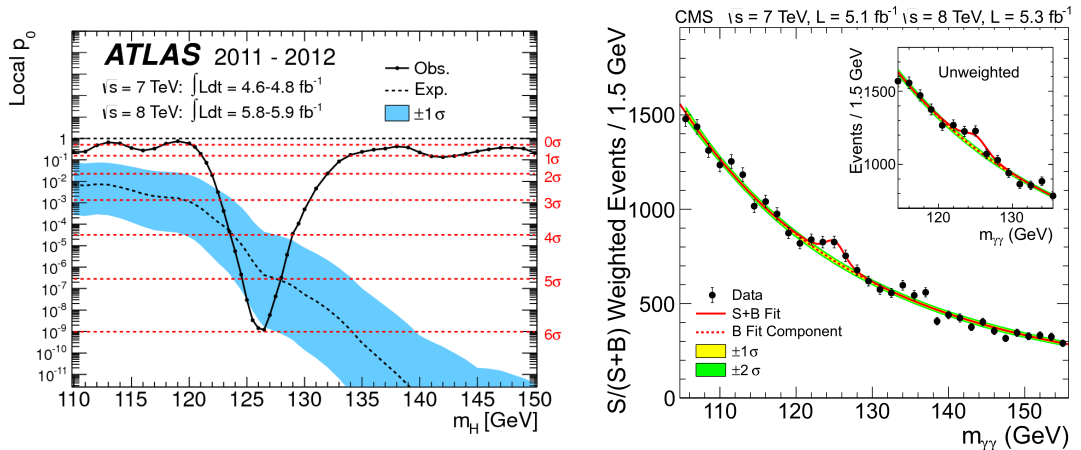 ATLAS 2011 - 2012
√s = 7 TeV: ∫Ldt = 4.6-4.8 fb⁻¹
√s = 8 TeV: ∫Ldt = 5.8-5.9 fb⁻¹
Obs.
Exp.
±1σ
Local p₀
1
10⁻¹
10⁻²
10⁻³
10⁻⁴
10⁻⁵
10⁻⁶
10⁻⁷
10⁻⁸
10⁻⁹
10⁻¹⁰
10⁻¹¹
0σ
1σ
2σ
3σ
4σ
5σ
6σ
110 115 120 125 130 135 140 145 150
m_H [GeV]
CMS √s = 7 TeV, L = 5.1 fb⁻¹ √s = 8 TeV, L = 5.3 fb⁻¹
S/(S+B) Weighted Events / 1.5 GeV
1500
1000
500
0
Unweighted
Events / 1.5 GeV
1500
1000
120 130
m_γγ (GeV)
Data
S+B Fit
B Fit Component
±1σ
±2 σ
110 120 130 140 150
m_γγ (GeV)